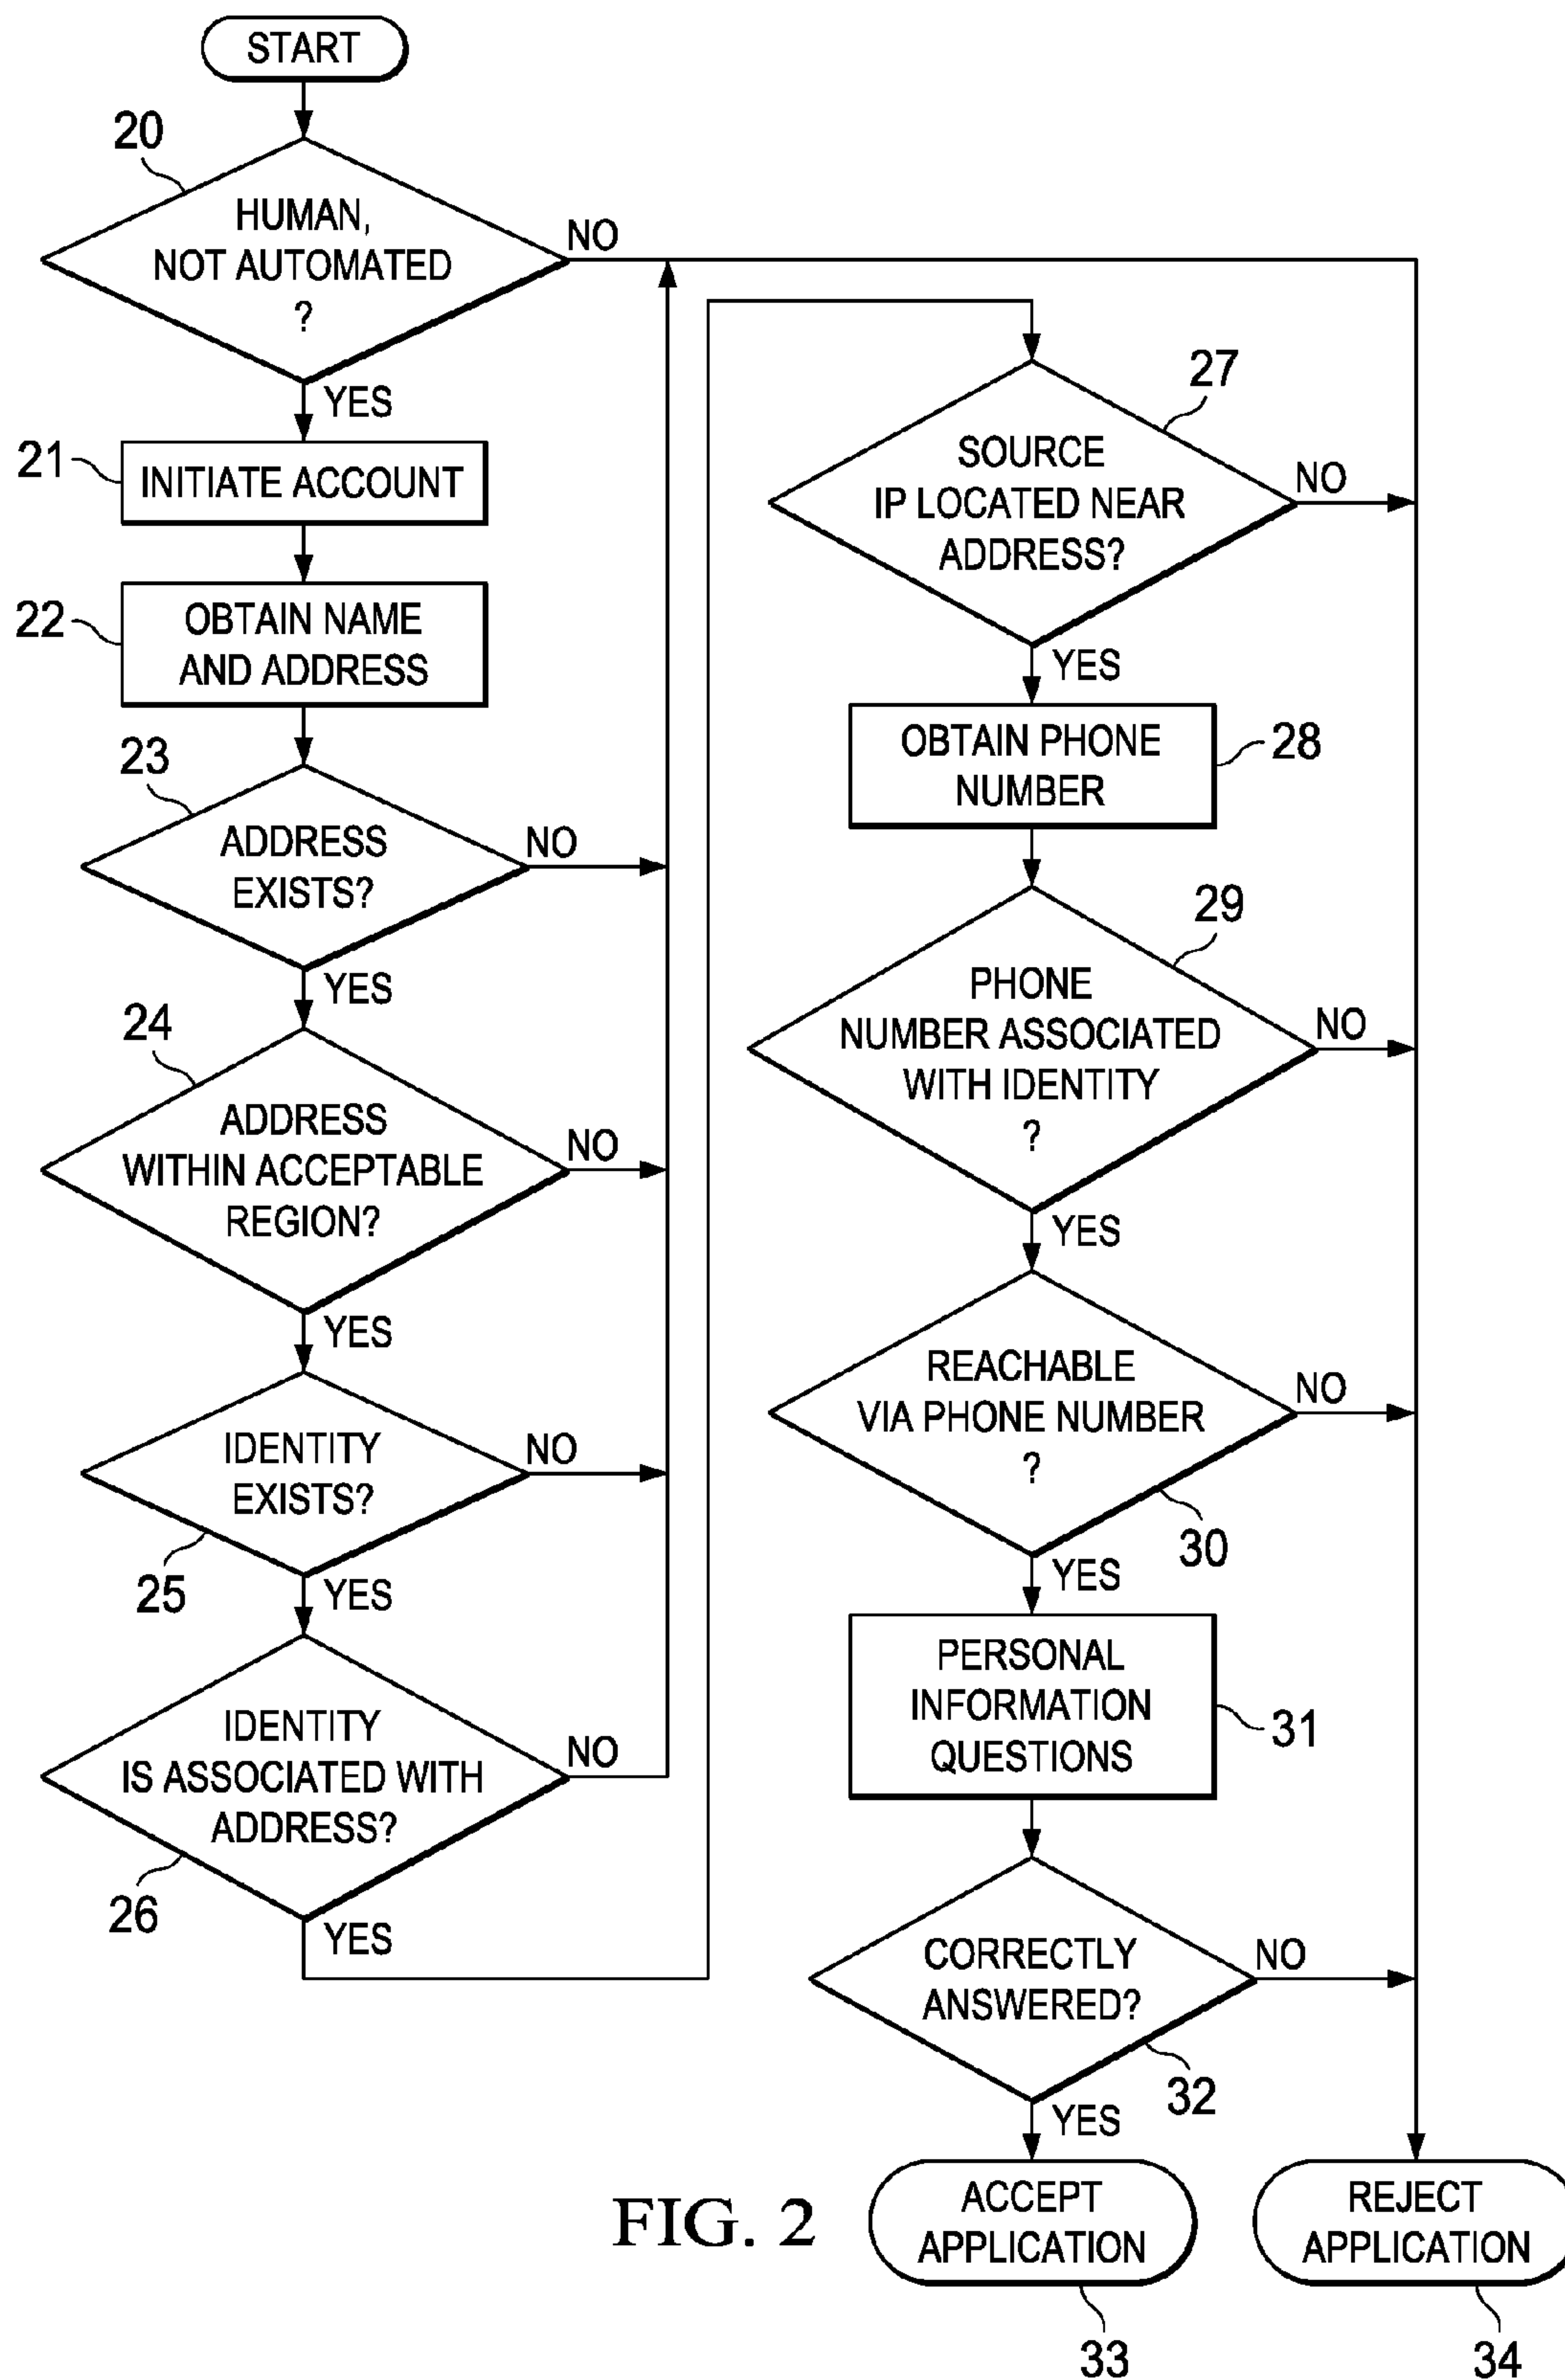 START
20
HUMAN,
NOT AUTOMATED
?
NO
YES
21
INITIATE ACCOUNT
22
OBTAIN NAME
AND ADDRESS
23
ADDRESS
EXISTS?
NO
YES
24
ADDRESS
WITHIN ACCEPTABLE
REGION?
NO
YES
IDENTITY
EXISTS?
NO
25
YES
IDENTITY
IS ASSOCIATED WITH
ADDRESS?
NO
26
YES
27
SOURCE
IP LOCATED NEAR
ADDRESS?
NO
YES
OBTAIN PHONE
NUMBER
28
29
PHONE
NUMBER ASSOCIATED
WITH IDENTITY
?
NO
YES
REACHABLE
VIA PHONE NUMBER
?
NO
30
YES
PERSONAL
INFORMATION
QUESTIONS
31
CORRECTLY
ANSWERED?
NO
32
YES
ACCEPT
APPLICATION
33
REJECT
APPLICATION
34
FIG. 2